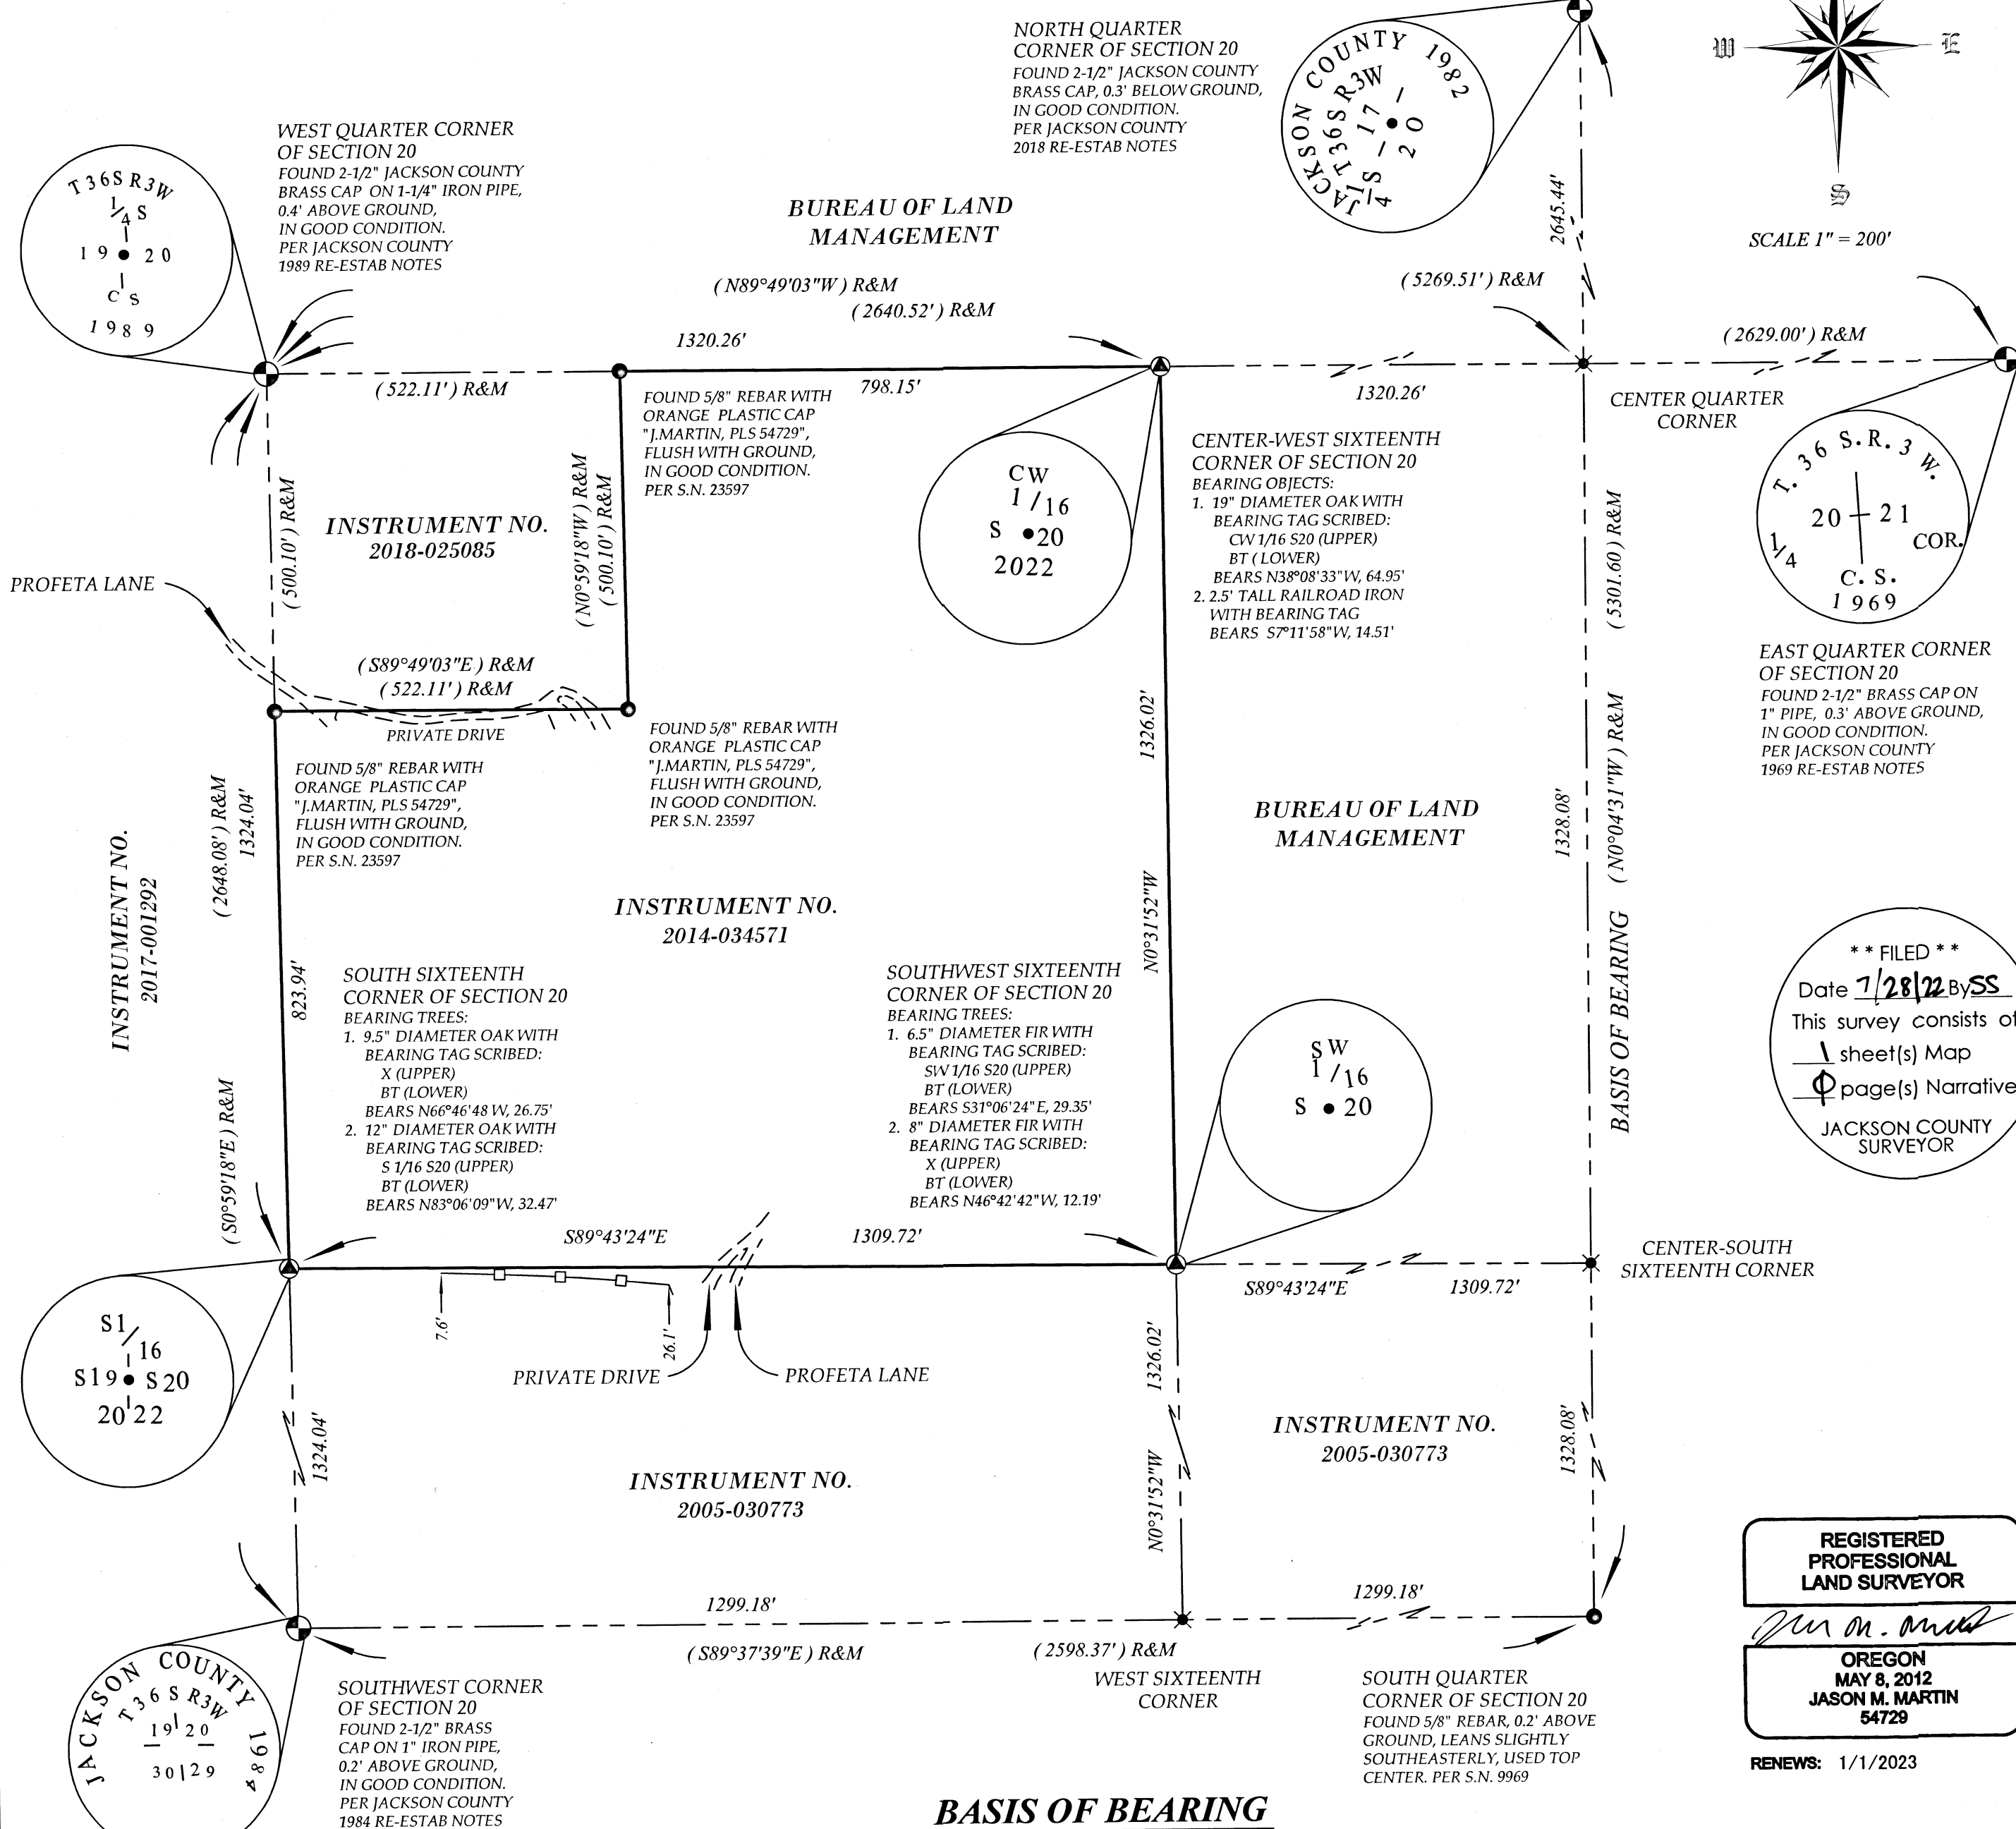 NORTH QUARTER
CORNER OF SECTION 20
FOUND 2-1/2" JACKSON COUNTY
BRASS CAP, 0.3' BELOW GROUND,
IN GOOD CONDITION.
PER JACKSON COUNTY
2018 RE-ESTAB NOTES
JACKSON COUNTY 1982
T36S R3W
1/4 S - 17 -
20
W
E
S
SCALE 1" = 200'
WEST QUARTER CORNER
OF SECTION 20
FOUND 2-1/2" JACKSON COUNTY
BRASS CAP ON 1-1/4" IRON PIPE,
0.4' ABOVE GROUND,
IN GOOD CONDITION.
PER JACKSON COUNTY
1989 RE-ESTAB NOTES
T36S R3W
1/4 S
19 20
C S
1989
BUREAU OF LAND
MANAGEMENT
2645.44'
(N89°49'03"W) R&M
(2640.52') R&M
(5269.51') R&M
1320.26'
(2629.00') R&M
(522.11') R&M
798.15'
1320.26'
CENTER QUARTER
CORNER
FOUND 5/8" REBAR WITH
ORANGE PLASTIC CAP
"J.MARTIN, PLS 54729",
FLUSH WITH GROUND,
IN GOOD CONDITION.
PER S.N. 23597
CW
1/16
S 20
2022
CENTER-WEST SIXTEENTH
CORNER OF SECTION 20
BEARING OBJECTS:
1. 19" DIAMETER OAK WITH
BEARING TAG SCRIBED:
CW 1/16 S20 (UPPER)
BT (LOWER)
BEARS N38°08'33"W, 64.95'
2. 2.5' TALL RAILROAD IRON
WITH BEARING TAG
BEARS S7°11'58"W, 14.51'
T. 36 S. R. 3 W.
20 21
1/4 COR.
C. S.
1969
EAST QUARTER CORNER
OF SECTION 20
FOUND 2-1/2" BRASS CAP ON
1" PIPE, 0.3' ABOVE GROUND,
IN GOOD CONDITION.
PER JACKSON COUNTY
1969 RE-ESTAB NOTES
(500.10') R&M
INSTRUMENT NO.
2018-025085
(N0°59'18"W) R&M
(500.10') R&M
(5301.60) R&M
PROFETA LANE
(S89°49'03"E) R&M
(522.11') R&M
PRIVATE DRIVE
FOUND 5/8" REBAR WITH
ORANGE PLASTIC CAP
"J.MARTIN, PLS 54729",
FLUSH WITH GROUND,
IN GOOD CONDITION.
PER S.N. 23597
FOUND 5/8" REBAR WITH
ORANGE PLASTIC CAP
"J.MARTIN, PLS 54729",
FLUSH WITH GROUND,
IN GOOD CONDITION.
PER S.N. 23597
1326.02'
N0°31'52"W
BUREAU OF LAND
MANAGEMENT
1328.08'
(N0°04'31"W) R&M
BASIS OF BEARING
INSTRUMENT NO.
2017-001292
(2648.08') R&M
1324.04'
823.94'
(S0°59'18"E) R&M
INSTRUMENT NO.
2014-034571
SOUTH SIXTEENTH
CORNER OF SECTION 20
BEARING TREES:
1. 9.5" DIAMETER OAK WITH
BEARING TAG SCRIBED:
X (UPPER)
BT (LOWER)
BEARS N66°46'48 W, 26.75'
2. 12" DIAMETER OAK WITH
BEARING TAG SCRIBED:
S 1/16 S20 (UPPER)
BT (LOWER)
BEARS N83°06'09"W, 32.47'
SOUTHWEST SIXTEENTH
CORNER OF SECTION 20
BEARING TREES:
1. 6.5" DIAMETER FIR WITH
BEARING TAG SCRIBED:
SW 1/16 S20 (UPPER)
BT (LOWER)
BEARS S31°06'24"E, 29.35'
2. 8" DIAMETER FIR WITH
BEARING TAG SCRIBED:
X (UPPER)
BT (LOWER)
BEARS N46°42'42"W, 12.19'
SW
1/16
S 20
** FILED **
Date 7/28/22 By SS
This survey consists of
1 sheet(s) Map
0 page(s) Narrative
JACKSON COUNTY
SURVEYOR
S89°43'24"E
1309.72'
S89°43'24"E
1309.72'
CENTER-SOUTH
SIXTEENTH CORNER
7.6'
26.1'
PRIVATE DRIVE
PROFETA LANE
S1/16
S19 S20
2022
1324.04'
1326.02'
N0°31'52"W
1328.08'
INSTRUMENT NO.
2005-030773
INSTRUMENT NO.
2005-030773
1299.18'
1299.18'
(S89°37'39"E) R&M
(2598.37') R&M
WEST SIXTEENTH
CORNER
JACKSON COUNTY 1984
T36S R3W
19 20
30 29
SOUTHWEST CORNER
OF SECTION 20
FOUND 2-1/2" BRASS
CAP ON 1" IRON PIPE,
0.2' ABOVE GROUND,
IN GOOD CONDITION.
PER JACKSON COUNTY
1984 RE-ESTAB NOTES
SOUTH QUARTER
CORNER OF SECTION 20
FOUND 5/8" REBAR, 0.2' ABOVE
GROUND, LEANS SLIGHTLY
SOUTHEASTERLY, USED TOP
CENTER. PER S.N. 9969
REGISTERED
PROFESSIONAL
LAND SURVEYOR
OREGON
MAY 8, 2012
JASON M. MARTIN
54729
RENEWS: 1/1/2023
BASIS OF BEARING